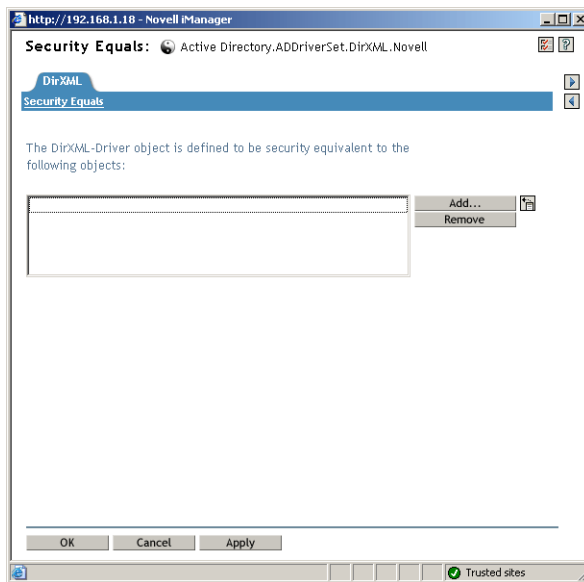 http://192.168.1.18 - Novell iManager
Security Equals: Active Directory.ADDriverSet.DirXML.Novell
DirXML
Security Equals
The DirXML-Driver object is defined to be security equivalent to the
following objects:
Add...
Remove
OK Cancel Apply
Trusted sites